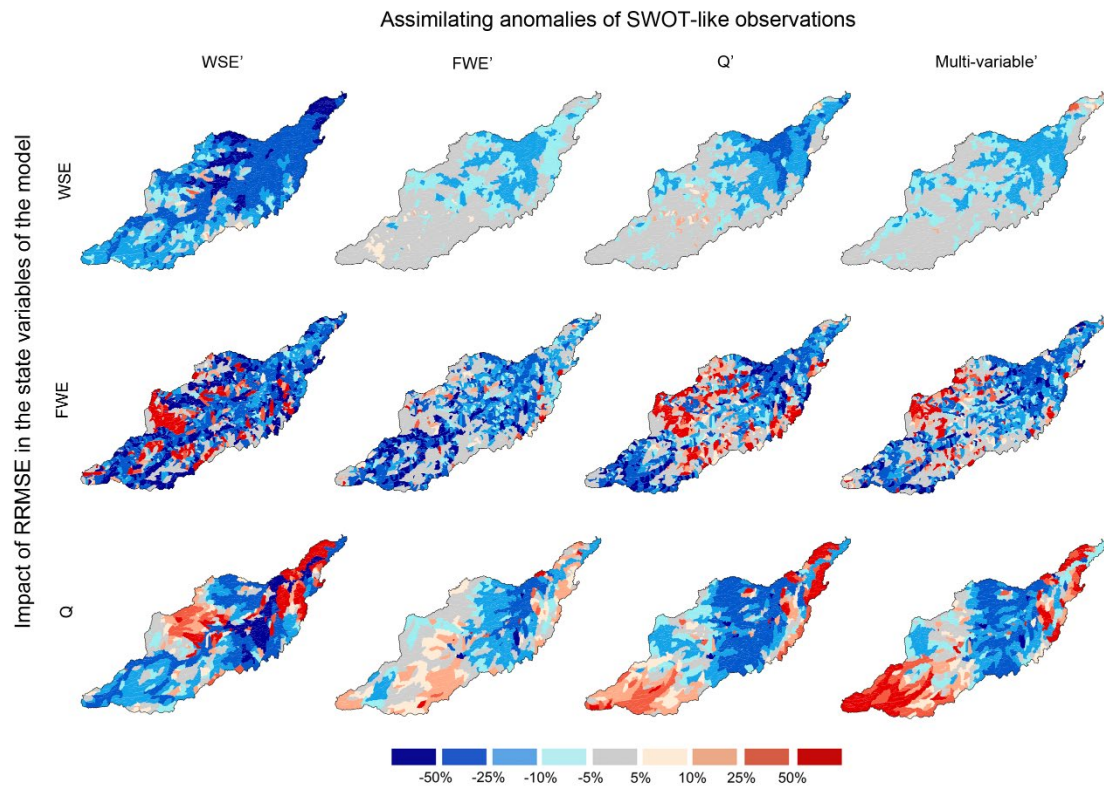 Assimilating anomalies of SWOT-like observations
WSE’ FWE’ Q’ Multi-variable’
Impact of RRMSE in the state variables of the model
WSE
FWE
Q
-50% -25% -10% -5% 5% 10% 25% 50%